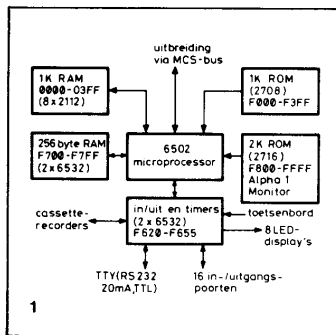 uitbreiding
via MCS-bus
1K RAM
0000-03FF
(8x2112)
1K ROM
(2708)
F000-F3FF
256 byte RAM
F700-F7FF
(2x6532)
6502
microprocessor
2K ROM
(2716)
F800-FFFF
Alpha 1
Monitor
cassette-
recorders
in/uit en timers
(2x6532)
F620-F655
toetsenbord
8 LED-
display's
TTY(RS 232
20mA,TTL)
16 in-/uitgangs-
poorten
1